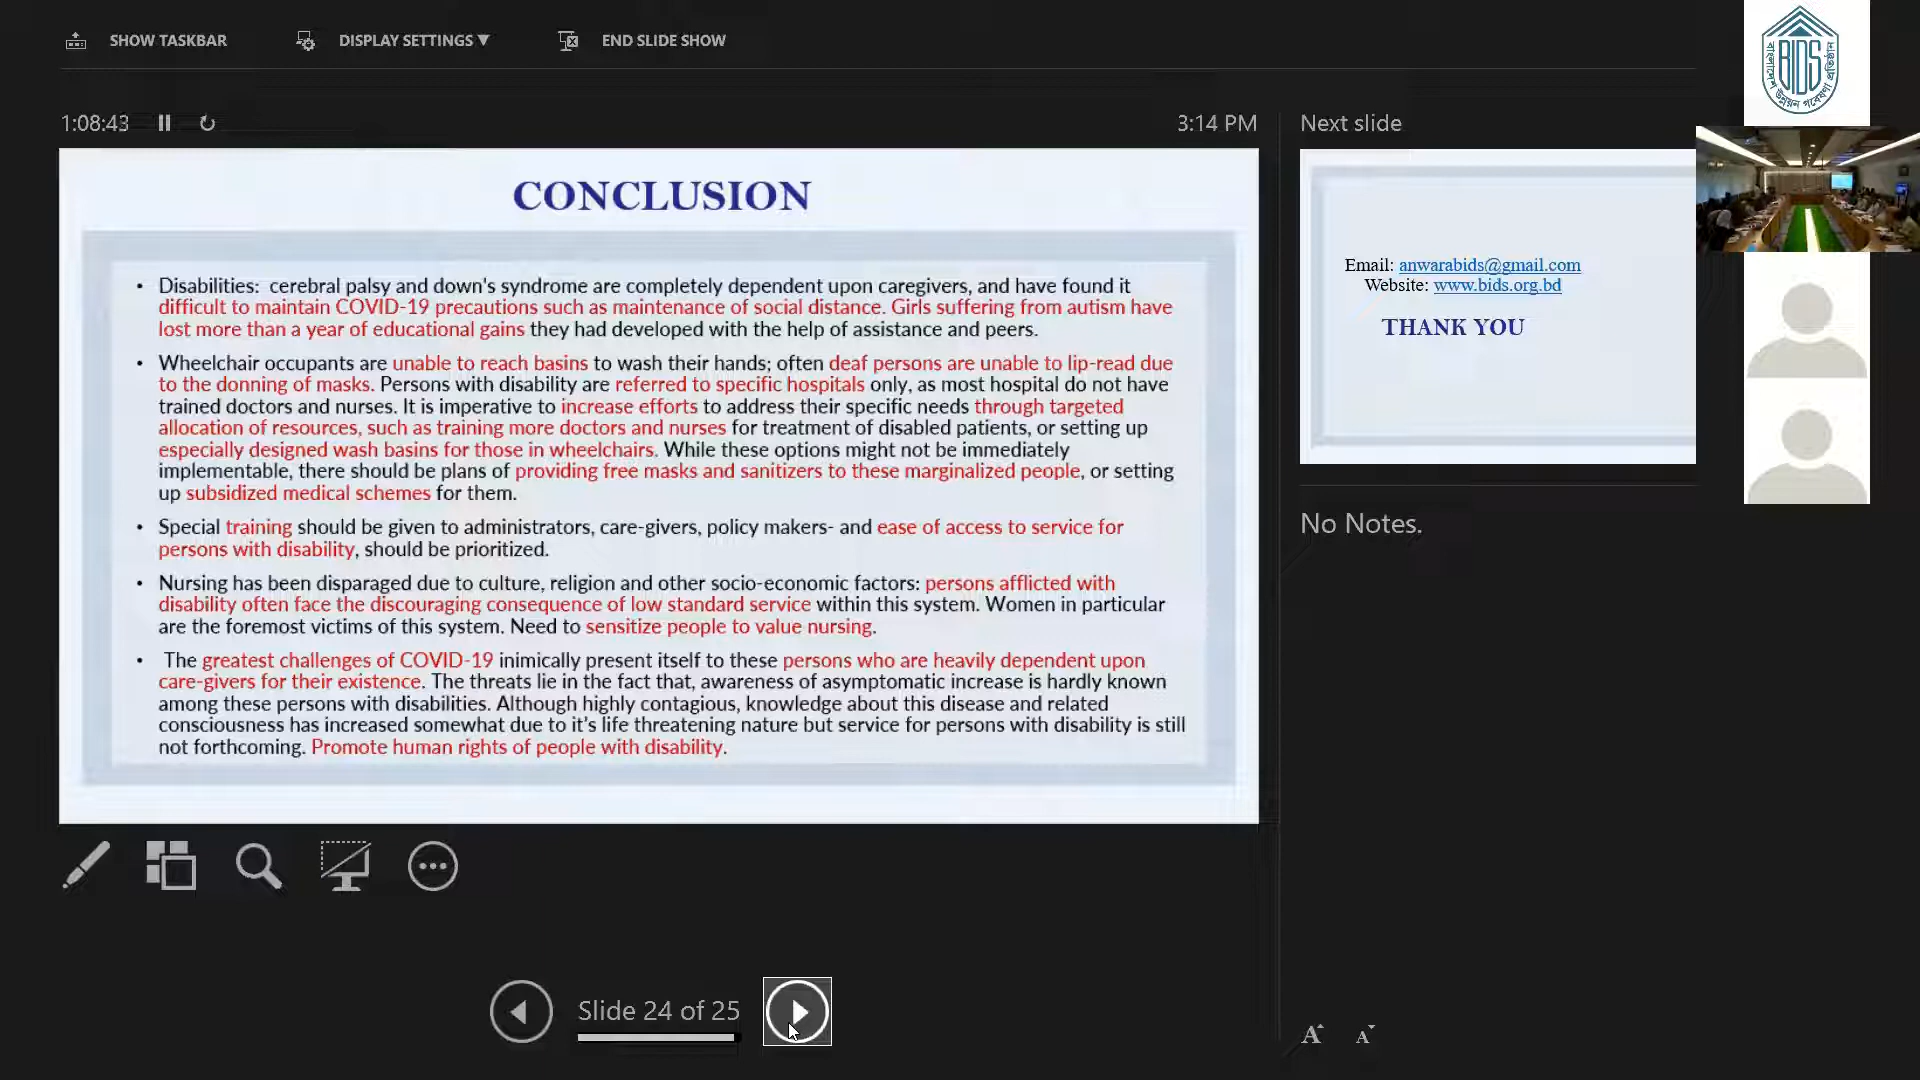 SHOW TASKBAR
DISPLAY SETTINGS ▼
END SLIDE SHOW
1:08:43
3:14 PM
Next slide
BIDS
বাংলাদেশ উন্নয়ন গবেষণা প্রতিষ্ঠান
CONCLUSION
• Disabilities: cerebral palsy and down's syndrome are completely dependent upon caregivers, and have found it
difficult to maintain COVID-19 precautions such as maintenance of social distance. Girls suffering from autism have
lost more than a year of educational gains they had developed with the help of assistance and peers.
• Wheelchair occupants are unable to reach basins to wash their hands; often deaf persons are unable to lip-read due
to the donning of masks. Persons with disability are referred to specific hospitals only, as most hospital do not have
trained doctors and nurses. It is imperative to increase efforts to address their specific needs through targeted
allocation of resources, such as training more doctors and nurses for treatment of disabled patients, or setting up
especially designed wash basins for those in wheelchairs. While these options might not be immediately
implementable, there should be plans of providing free masks and sanitizers to these marginalized people, or setting
up subsidized medical schemes for them.
• Special training should be given to administrators, care-givers, policy makers- and ease of access to service for
persons with disability, should be prioritized.
• Nursing has been disparaged due to culture, religion and other socio-economic factors: persons afflicted with
disability often face the discouraging consequence of low standard service within this system. Women in particular
are the foremost victims of this system. Need to sensitize people to value nursing.
• The greatest challenges of COVID-19 inimically present itself to these persons who are heavily dependent upon
care-givers for their existence. The threats lie in the fact that, awareness of asymptomatic increase is hardly known
among these persons with disabilities. Although highly contagious, knowledge about this disease and related
consciousness has increased somewhat due to it's life threatening nature but service for persons with disability is still
not forthcoming. Promote human rights of people with disability.
Email: anwarabids@gmail.com
Website: www.bids.org.bd
THANK YOU
No Notes.
Slide 24 of 25
A
A